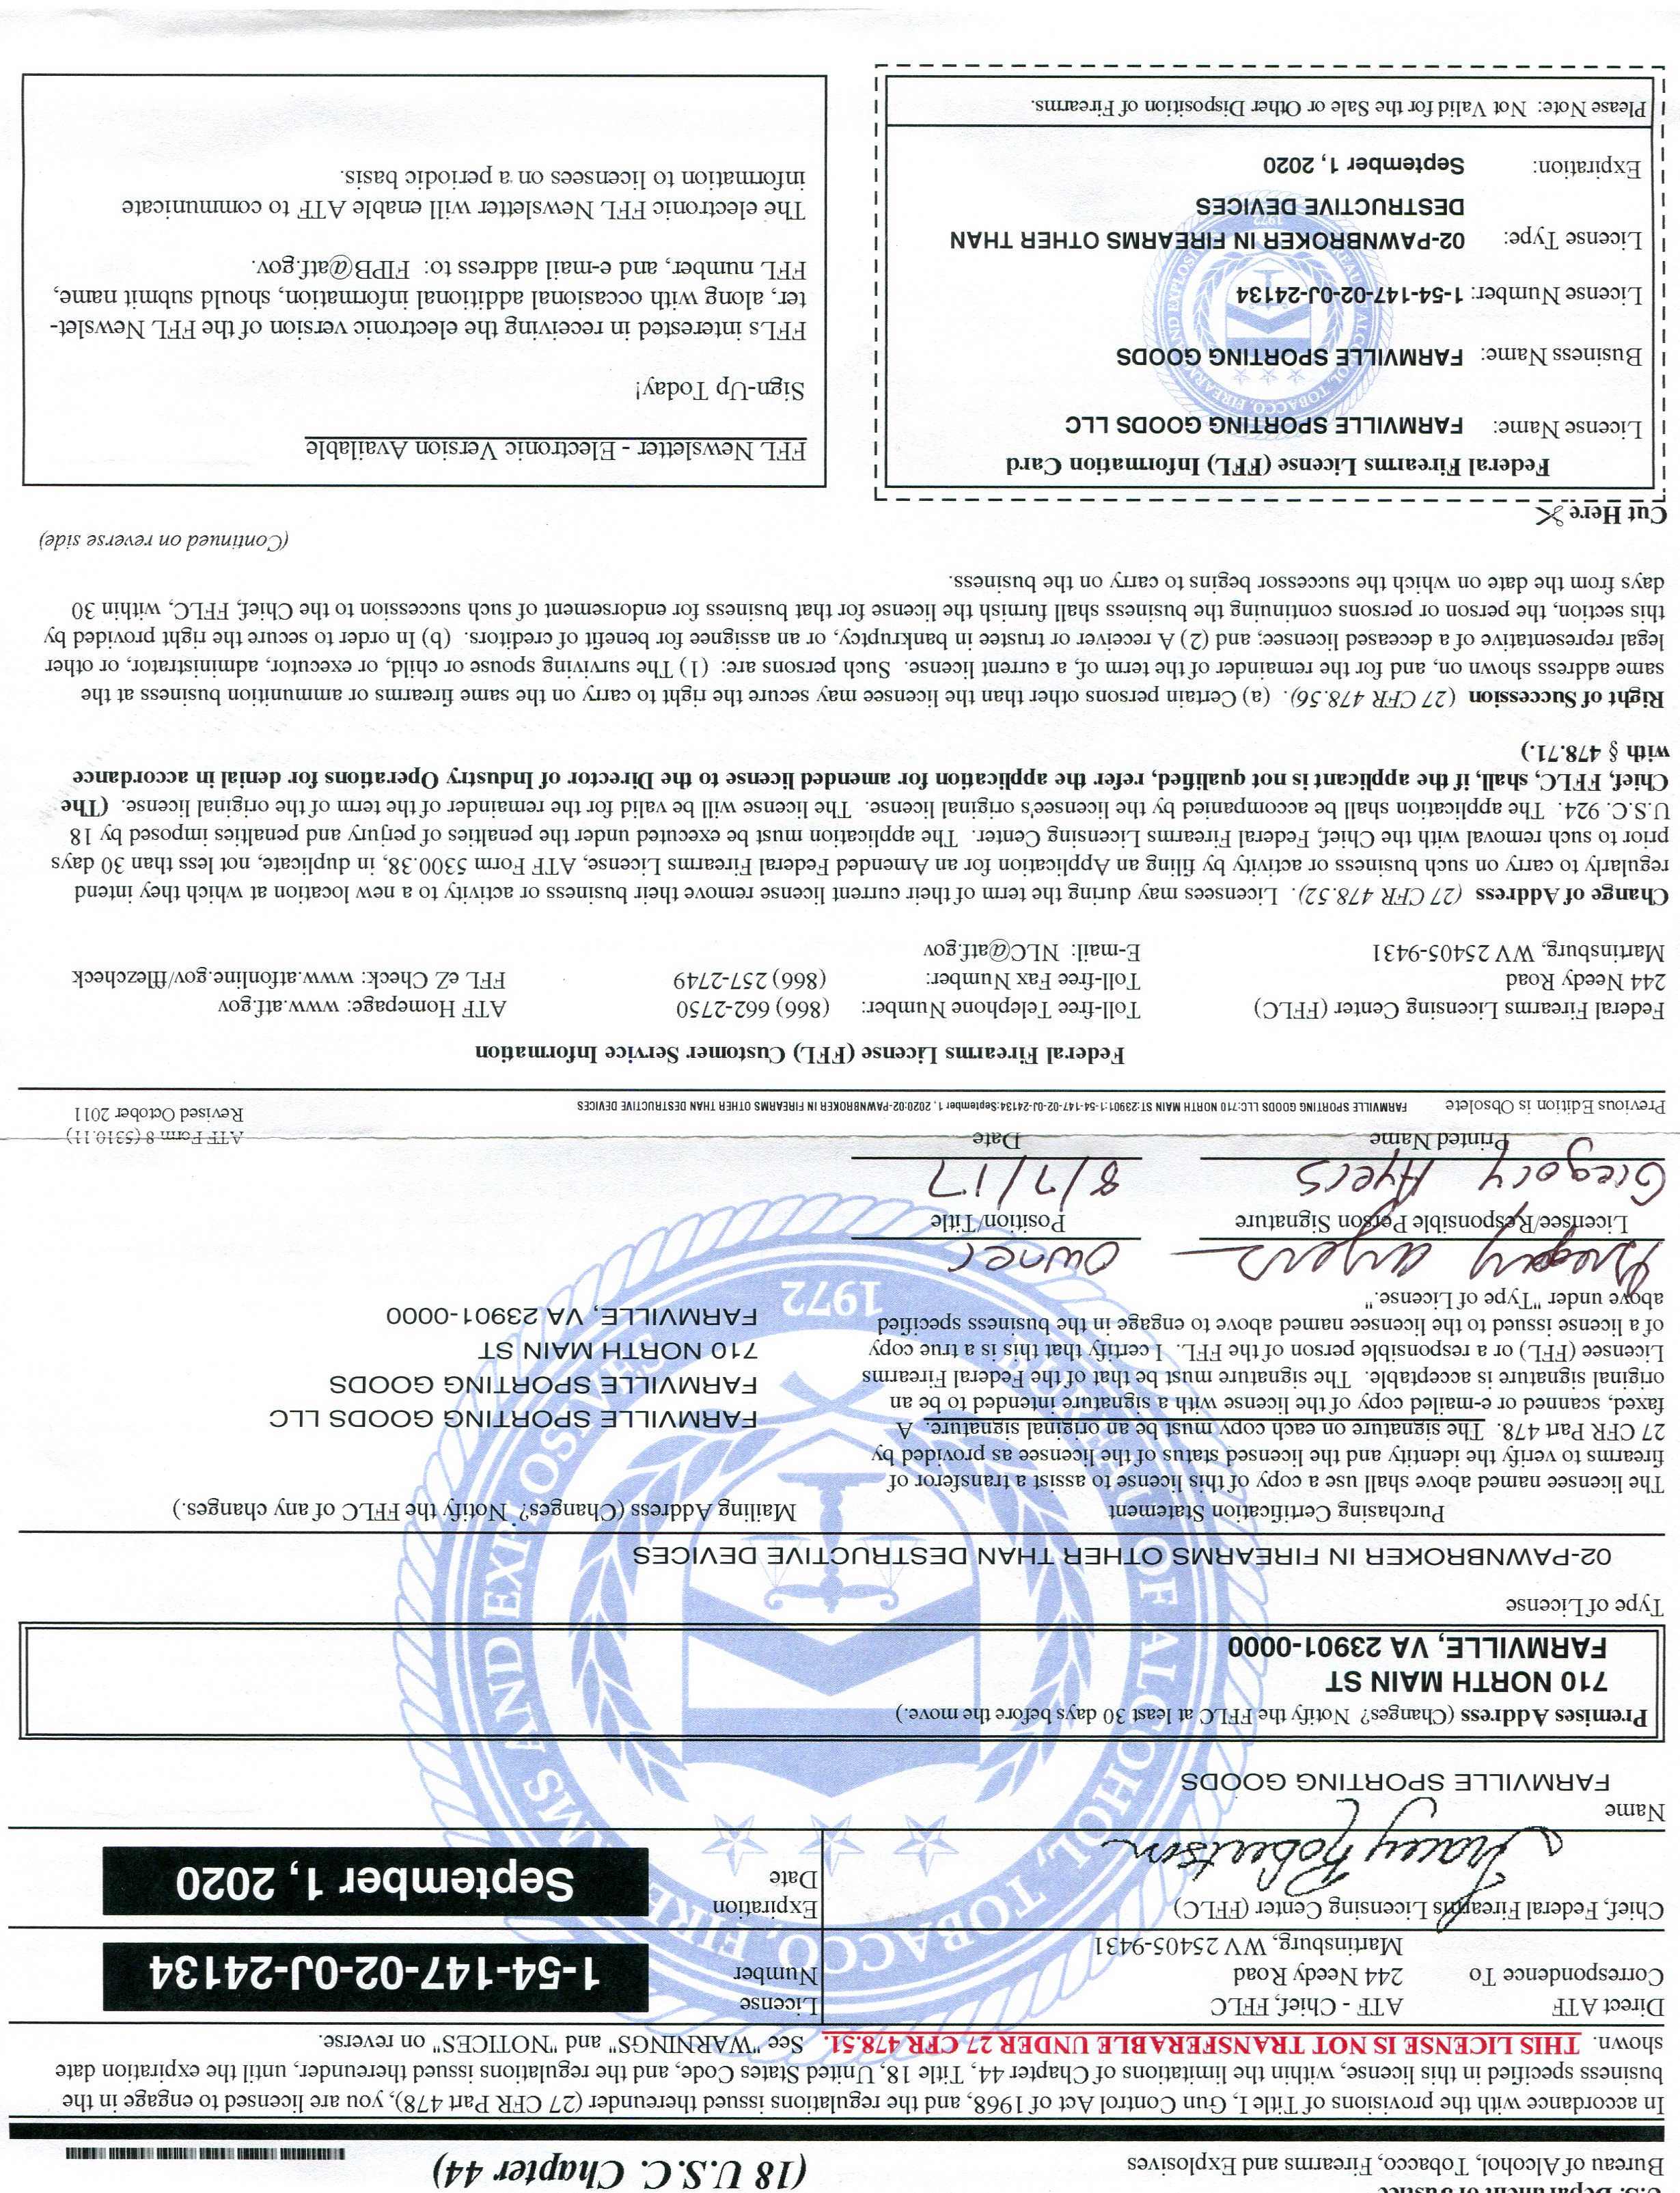 U.S. Department of Justice
Bureau of Alcohol, Tobacco, Firearms and Explosives
(18 U.S.C. Chapter 44)
In accordance with the provisions of Title I, Gun Control Act of 1968, and the regulations issued thereunder (27 CFR Part 478), you are licensed to engage in the
business specified in this license, within the limitations of Chapter 44, Title 18, United States Code, and the regulations issued thereunder, until the expiration date
shown. THIS LICENSE IS NOT TRANSFERABLE UNDER 27 CFR 478.51. See "WARNINGS" and "NOTICES" on reverse.
Direct ATF
Correspondence To
ATF - Chief, FFLC
244 Needy Road
Martinsburg, WV 25405-9431
License
Number
1-54-147-02-0J-24134
Chief, Federal Firearms Licensing Center (FFLC)
Tracey Robertson
Expiration
Date
September 1, 2020
Name
FARMVILLE SPORTING GOODS
Premises Address (Changes? Notify the FFLC at least 30 days before the move.)
710 NORTH MAIN ST
FARMVILLE, VA 23901-0000
Type of License
02-PAWNBROKER IN FIREARMS OTHER THAN DESTRUCTIVE DEVICES
Purchasing Certification Statement
The licensee named above shall use a copy of this license to assist a transferor of
firearms to verify the identity and the licensed status of the licensee as provided by
27 CFR Part 478. The signature on each copy must be an original signature. A
faxed, scanned or e-mailed copy of the license with a signature intended to be an
original signature is acceptable. The signature must be that of the Federal Firearms
Licensee (FFL) or a responsible person of the FFL. I certify that this is a true copy
of a license issued to the licensee named above to engage in the business specified
above under "Type of License."
Mailing Address (Changes? Notify the FFLC of any changes.)
FARMVILLE SPORTING GOODS LLC
FARMVILLE SPORTING GOODS
710 NORTH MAIN ST
FARMVILLE, VA 23901-0000
Gregory Ayers
Licensee/Responsible Person Signature
owner
Position/Title
Gregory Ayers
Printed Name
8/7/17
Date
BUREAU OF ALCOHOL, TOBACCO, FIREARMS AND EXPLOSIVES
1972
ATF Form 8 (5310.11)
Revised October 2011
Previous Edition is Obsolete
FARMVILLE SPORTING GOODS LLC:710 NORTH MAIN ST:23901:1-54-147-02-0J-24134:September 1, 2020:02-PAWNBROKER IN FIREARMS OTHER THAN DESTRUCTIVE DEVICES
Federal Firearms License (FFL) Customer Service Information
Federal Firearms Licensing Center (FFLC)
244 Needy Road
Martinsburg, WV 25405-9431
Toll-free Telephone Number: (866) 662-2750
Toll-free Fax Number: (866) 257-2749
E-mail: NLC@atf.gov
ATF Homepage: www.atf.gov
FFL eZ Check: www.atfonline.gov/fflezcheck
Change of Address (27 CFR 478.52). Licensees may during the term of their current license remove their business or activity to a new location at which they intend
regularly to carry on such business or activity by filing an Application for an Amended Federal Firearms License, ATF Form 5300.38, in duplicate, not less than 30 days
prior to such removal with the Chief, Federal Firearms Licensing Center. The application must be executed under the penalties of perjury and penalties imposed by 18
U.S.C. 924. The application shall be accompanied by the licensee's original license. The license will be valid for the remainder of the term of the original license. (The
Chief, FFLC, shall, if the applicant is not qualified, refer the application for amended license to the Director of Industry Operations for denial in accordance
with § 478.71.)
Right of Succession (27 CFR 478.56). (a) Certain persons other than the licensee may secure the right to carry on the same firearms or ammunition business at the
same address shown on, and for the remainder of the term of, a current license. Such persons are: (1) The surviving spouse or child, or executor, administrator, or other
legal representative of a deceased licensee; and (2) A receiver or trustee in bankruptcy, or an assignee for benefit of creditors. (b) In order to secure the right provided by
this section, the person or persons continuing the business shall furnish the license for that business for endorsement of such succession to the Chief, FFLC, within 30
days from the date on which the successor begins to carry on the business.
(Continued on reverse side)
Cut Here
Federal Firearms License (FFL) Information Card
License Name: FARMVILLE SPORTING GOODS LLC
Business Name: FARMVILLE SPORTING GOODS
License Number: 1-54-147-02-0J-24134
License Type: 02-PAWNBROKER IN FIREARMS OTHER THAN
DESTRUCTIVE DEVICES
Expiration: September 1, 2020
Please Note: Not Valid for the Sale or Other Disposition of Firearms.
BUREAU OF ALCOHOL, TOBACCO, FIREARMS AND EXPLOSIVES
1972
FFL Newsletter - Electronic Version Available
Sign-Up Today!
FFLs interested in receiving the electronic version of the FFL Newslet-
ter, along with occasional additional information, should submit name,
FFL number, and e-mail address to: FIPB@atf.gov.
The electronic FFL Newsletter will enable ATF to communicate
information to licensees on a periodic basis.